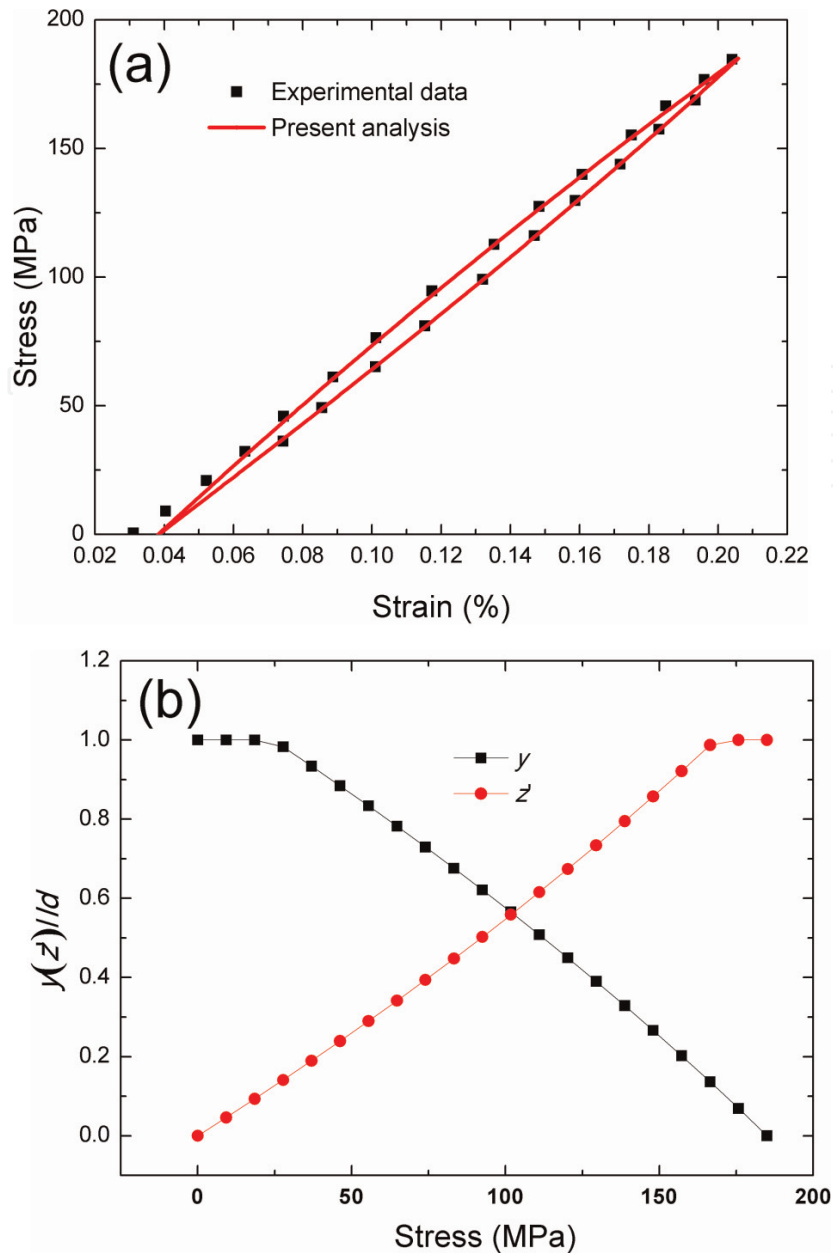 (a)
Experimental data
Present analysis
200
150
100
50
0
Stress (MPa)
0.02 0.04 0.06 0.08 0.10 0.12 0.14 0.16 0.18 0.20 0.22
Strain (%)
(b)
y
z'
1.2
1.0
0.8
0.6
0.4
0.2
0.0
y(z')/l_d
0 50 100 150 200
Stress (MPa)